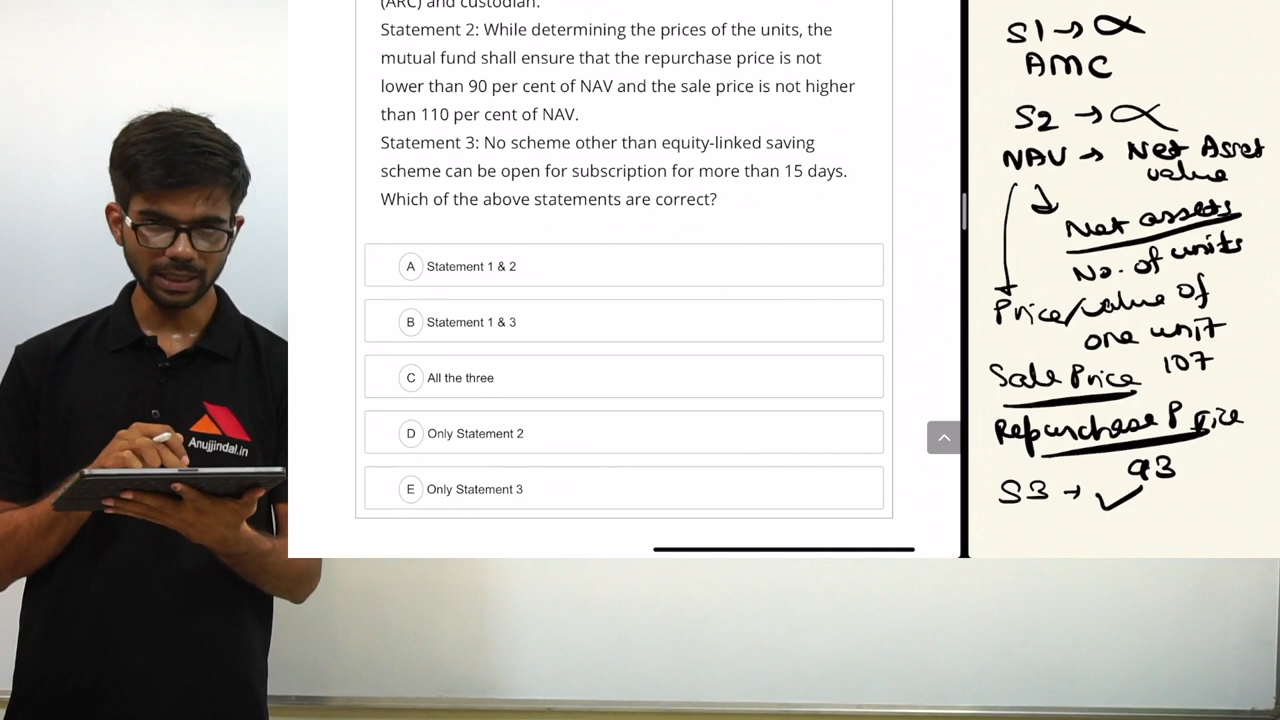 (ARC) and custodian.
Statement 2: While determining the prices of the units, the
mutual fund shall ensure that the repurchase price is not
lower than 90 per cent of NAV and the sale price is not higher
than 110 per cent of NAV.
Statement 3: No scheme other than equity-linked saving
scheme can be open for subscription for more than 15 days.
Which of the above statements are correct?
A Statement 1 & 2
B Statement 1 & 3
C All the three
D Only Statement 2
E Only Statement 3
S1 →
AMC
S2 →
NAV → Net Asset
value
Net assets
No. of units
Price/value of
one unit
Sale Price 107
Repurchase Price
93
S3 → ✓
Anujjindal.in